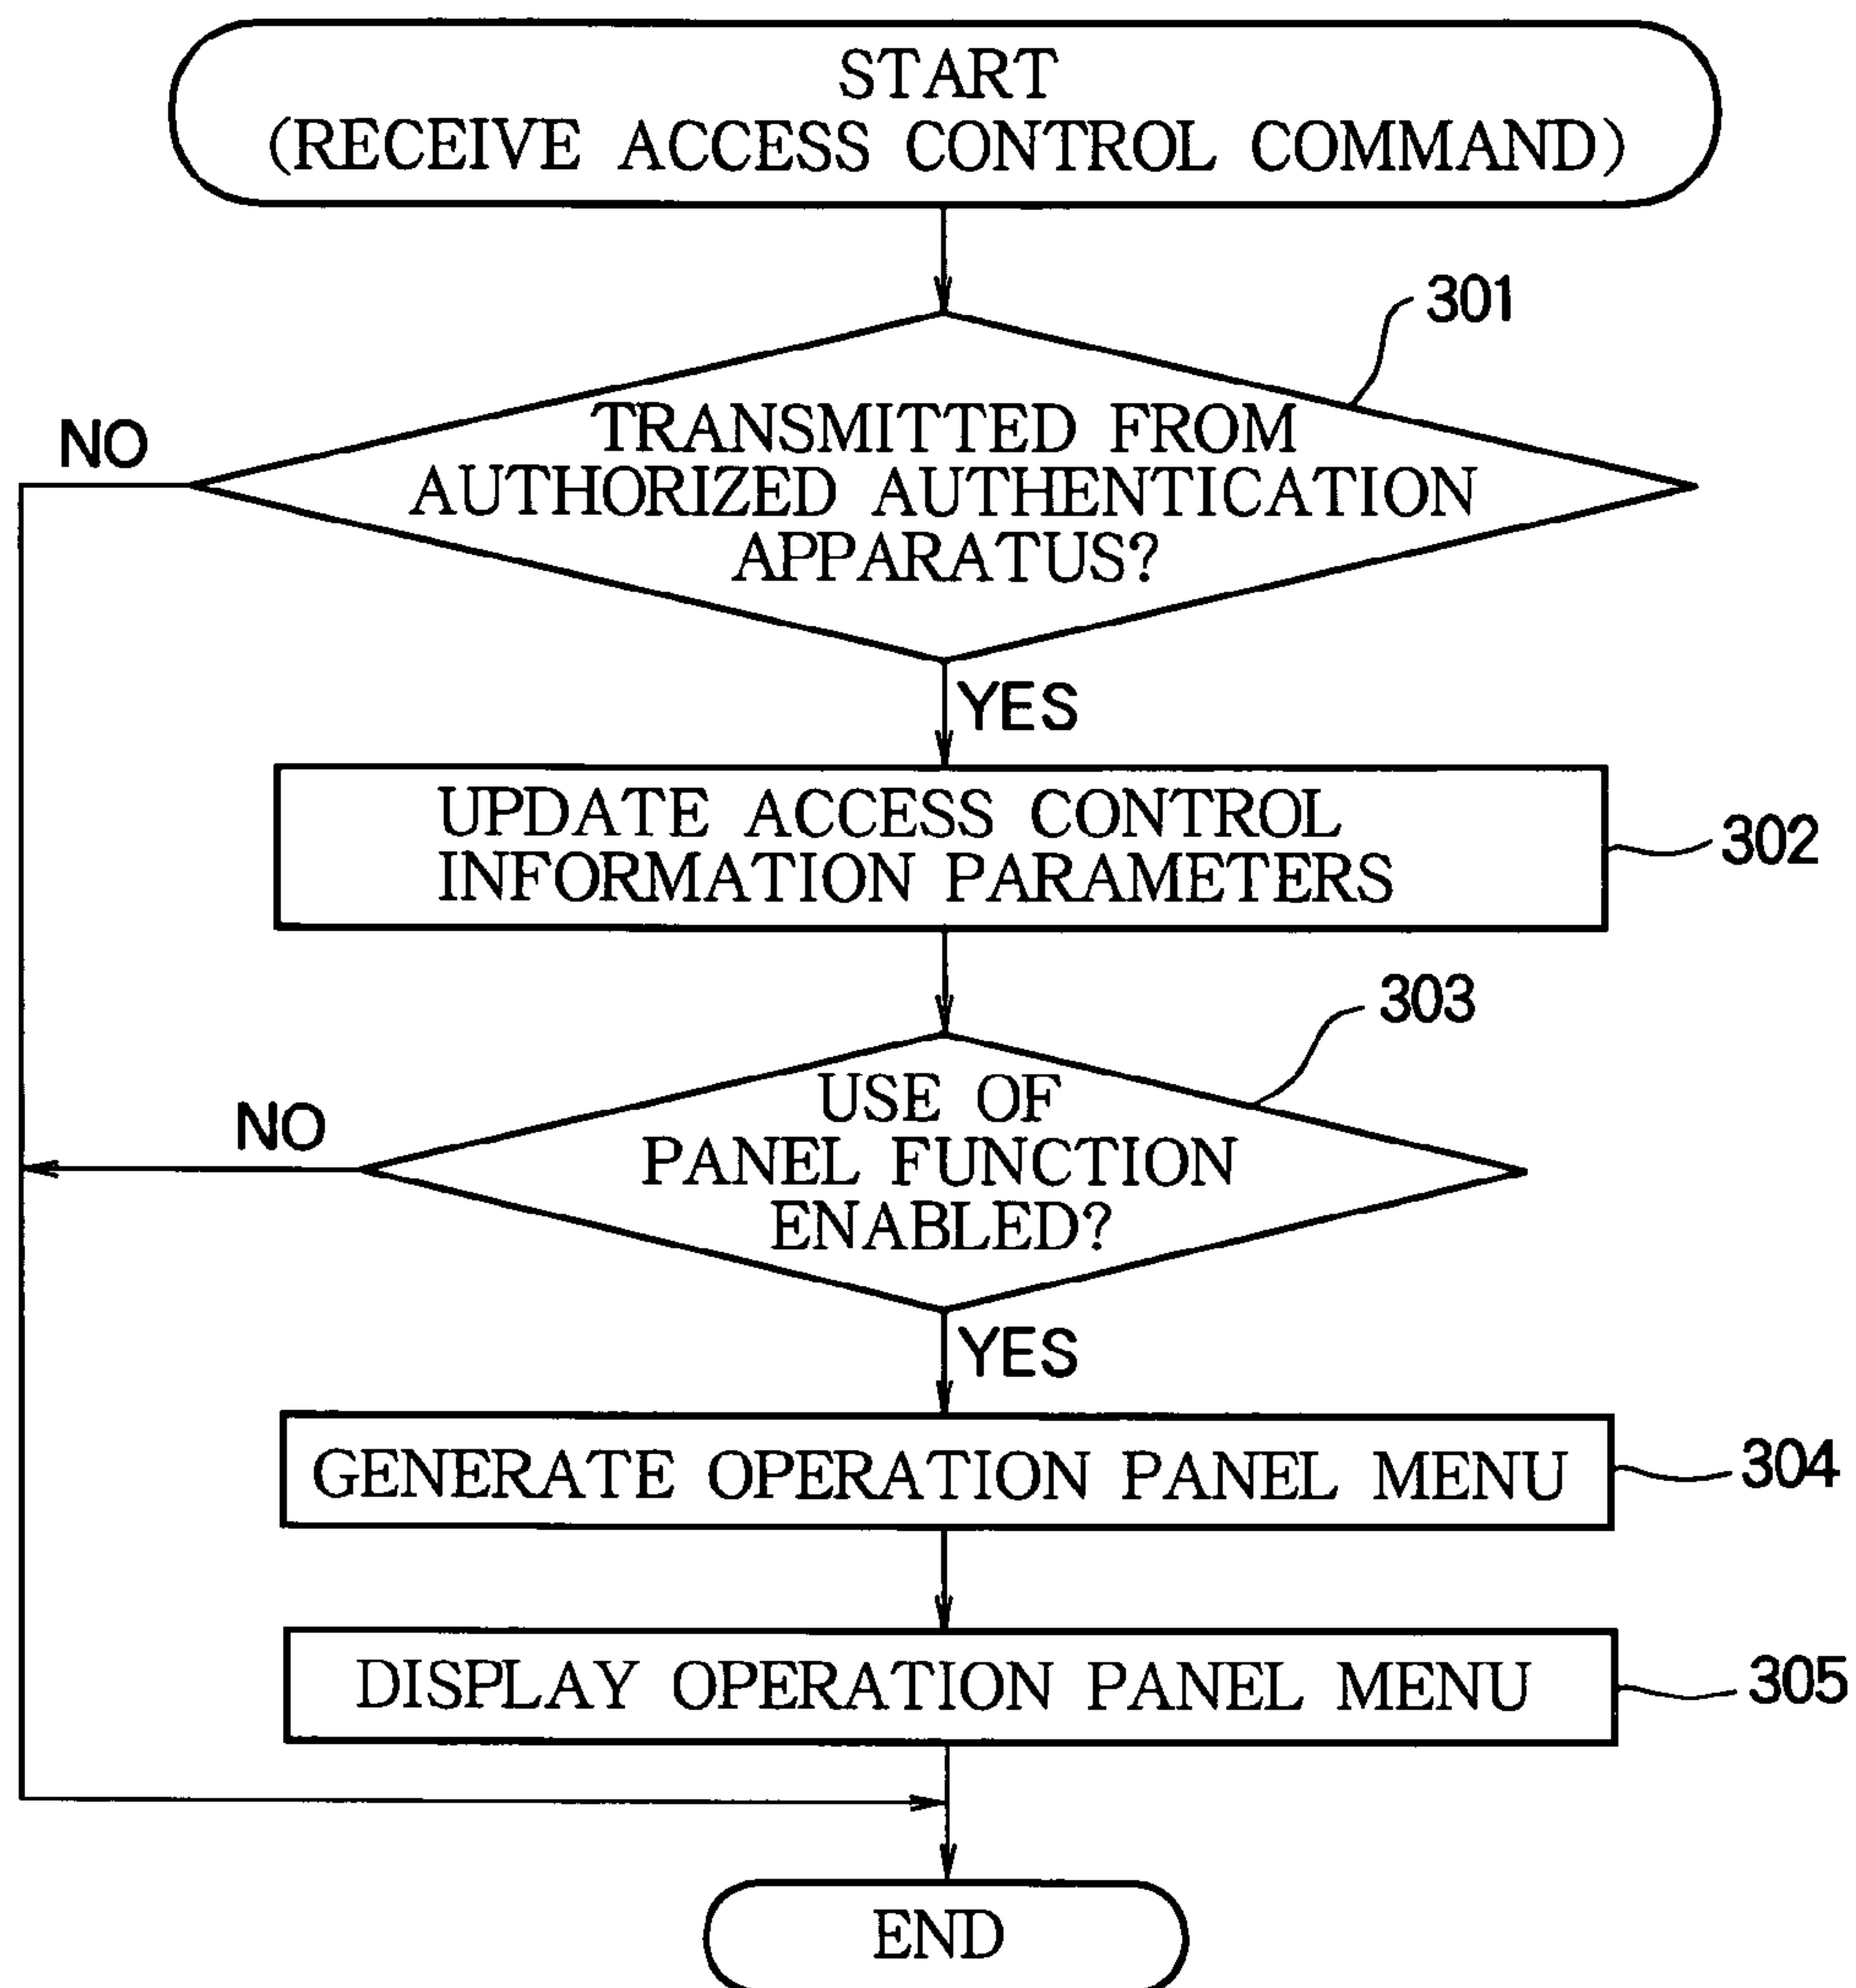 START
(RECEIVE ACCESS CONTROL COMMAND)
301
NO
TRANSMITTED FROM
AUTHORIZED AUTHENTICATION
APPARATUS?
YES
UPDATE ACCESS CONTROL
INFORMATION PARAMETERS
302
303
NO
USE OF
PANEL FUNCTION
ENABLED?
YES
GENERATE OPERATION PANEL MENU
304
DISPLAY OPERATION PANEL MENU
305
END